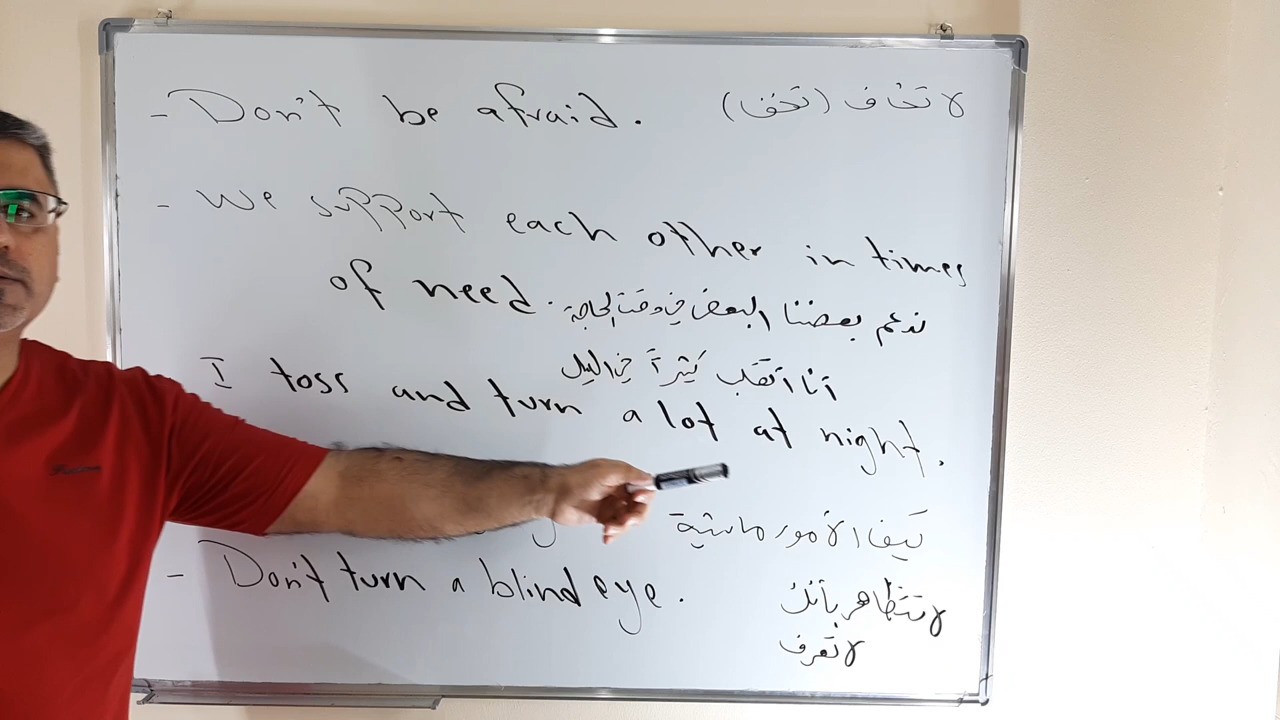 - Don't be afraid. لا تخاف (تخف)
- We support each other in times
of need. ندعم بعضنا البعض في وقت الحاجة
أنا أتقلب كثيراً في الليل
I toss and turn a lot at night.
كيف الأمور ماشية
- Don't turn a blind eye. لا تتظاهر بأنك
لا تعرف